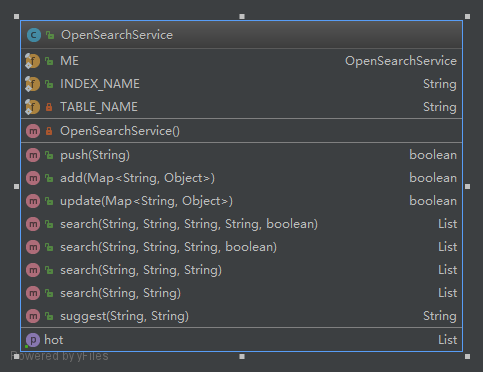 OpenSearchService
ME OpenSearchService
INDEX_NAME String
TABLE_NAME String
OpenSearchService()
push(String) boolean
add(Map<String, Object>) boolean
update(Map<String, Object>) boolean
search(String, String, String, String, boolean) List
search(String, String, String, boolean) List
search(String, String, String) List
search(String, String) List
suggest(String, String) String
hot List
Powered by yFiles